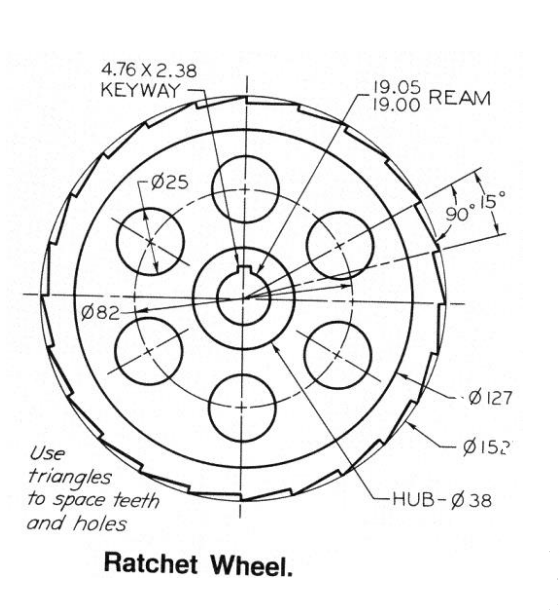 4.76 X 2.38
KEYWAY
19.05
19.00 REAM
Ø25
90°
15°
Ø82
Ø127
Ø152
HUB-Ø38
Use
triangles
to space teeth
and holes
Ratchet Wheel.